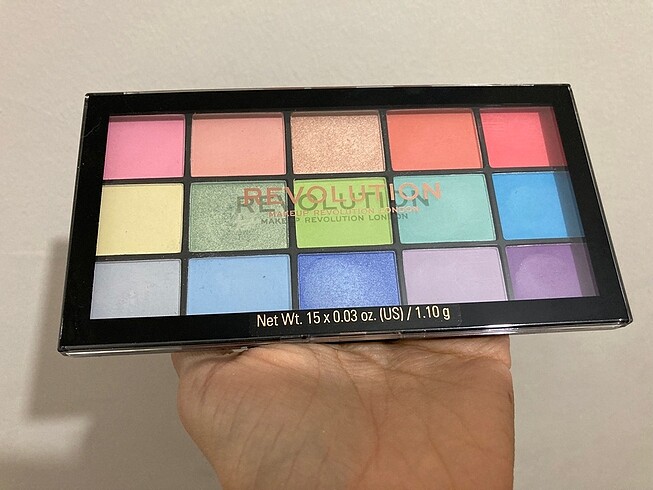 REVOLUTION
MAKEUP REVOLUTION LONDON
Net Wt. 15 x 0.03 oz. (US) / 1.10 g